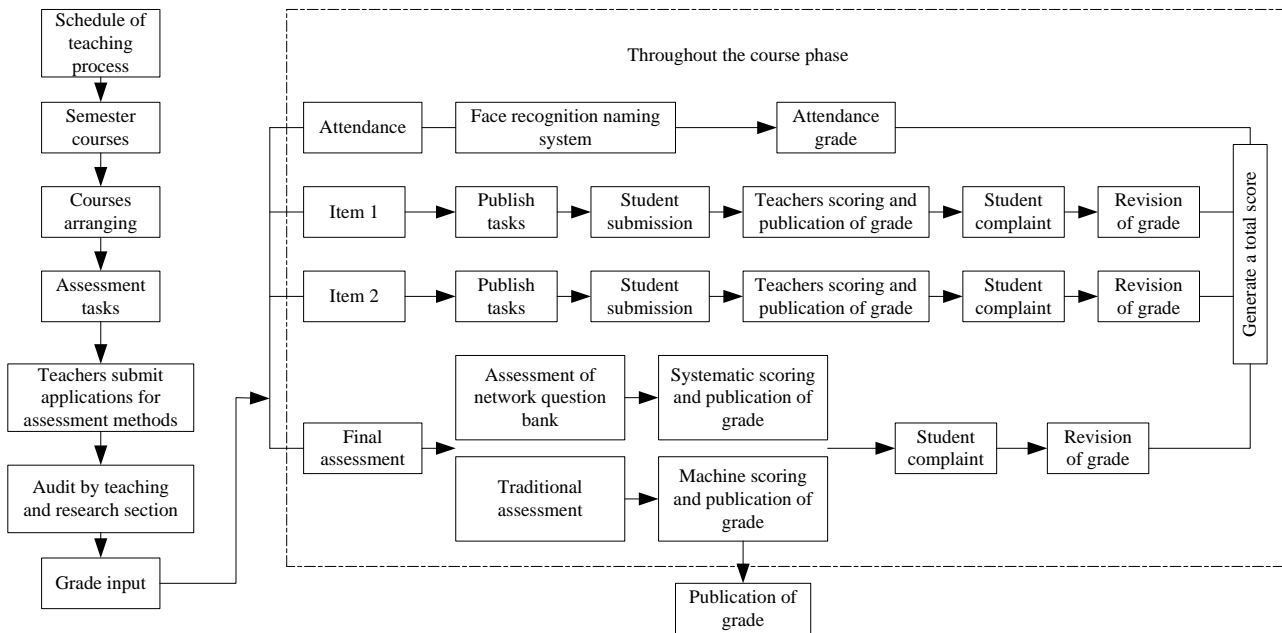 Schedule of
teaching
process
Semester
courses
Courses
arranging
Assessment
tasks
Teachers submit
applications for
assessment methods
Audit by teaching
and research section
Grade input
Throughout the course phase
Attendance
Face recognition naming
system
Attendance
grade
Item 1
Publish
tasks
Student
submission
Teachers scoring and
publication of grade
Student
complaint
Revision
of grade
Item 2
Publish
tasks
Student
submission
Teachers scoring and
publication of grade
Student
complaint
Revision
of grade
Final
assessment
Assessment of
network question
bank
Systematic scoring
and publication of
grade
Traditional
assessment
Machine scoring
and publication of
grade
Student
complaint
Revision
of grade
Generate a total score
Publication of
grade